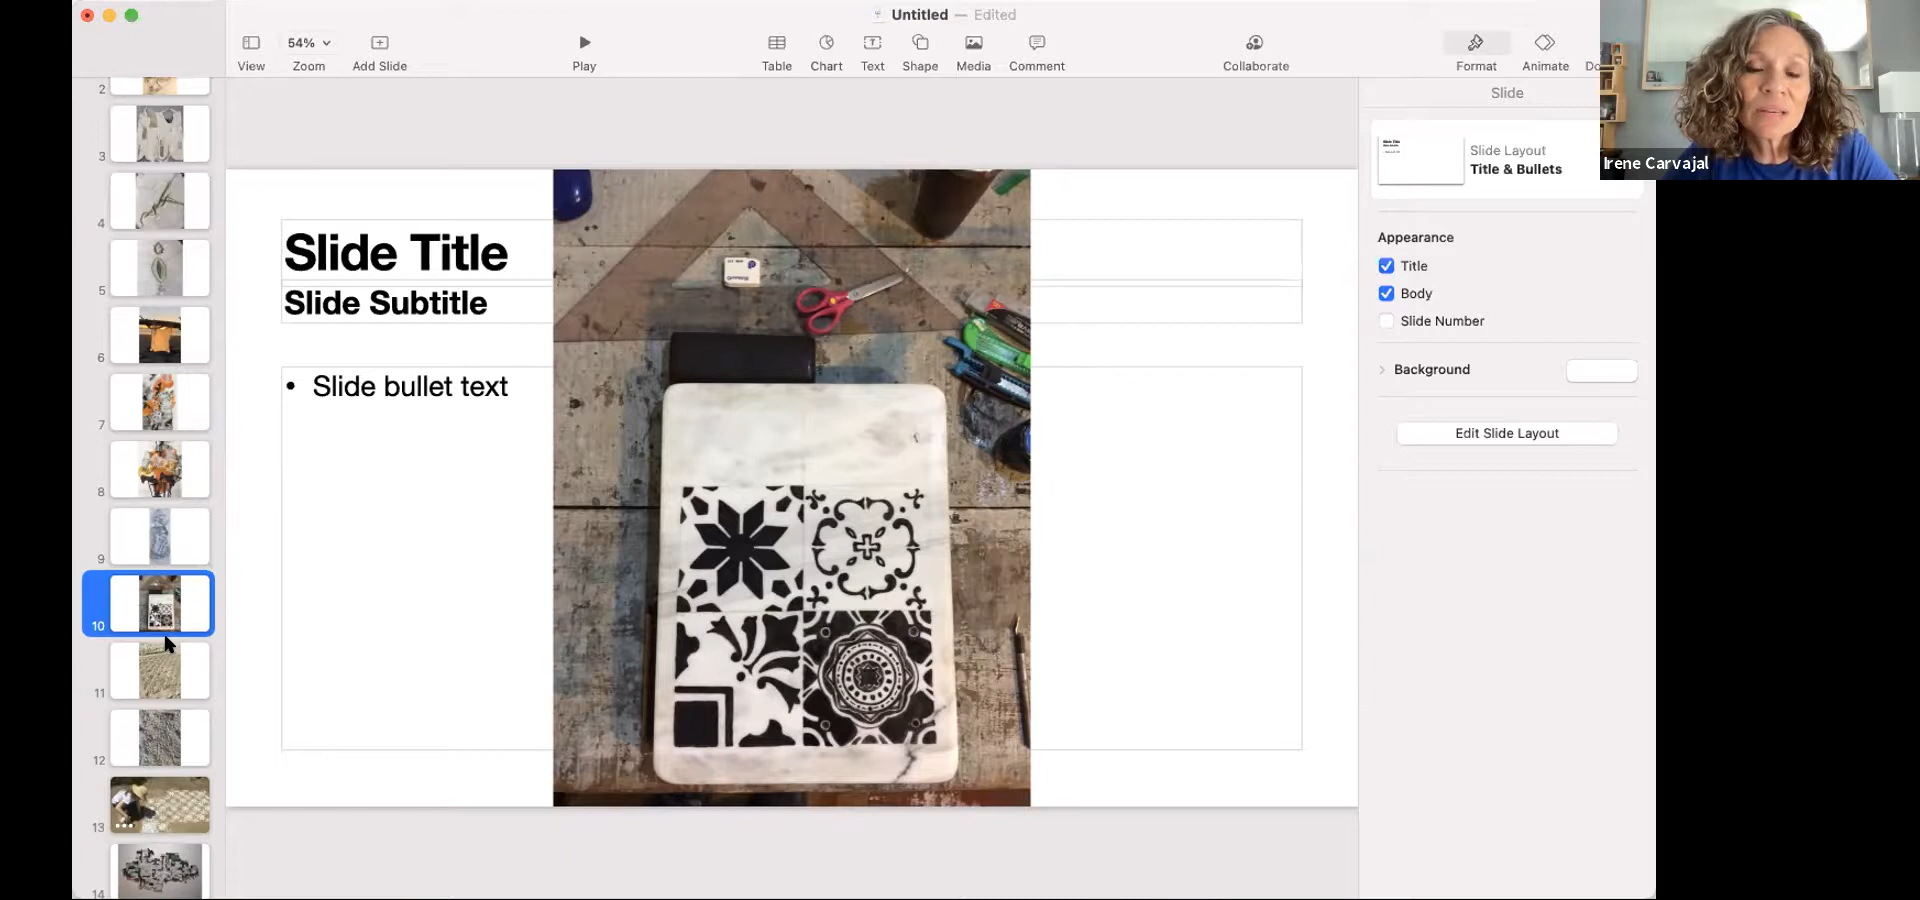 Untitled — Edited
54%
View
Zoom
Add Slide
Play
Table
Chart
Text
Shape
Media
Comment
Collaborate
Format
Animate
Slide
Slide Layout
Title & Bullets
Irene Carvajal
Appearance
Title
Body
Slide Number
Background
Edit Slide Layout
Slide Title
Slide Subtitle
• Slide bullet text
2
3
4
5
6
7
8
9
10
11
12
13
14